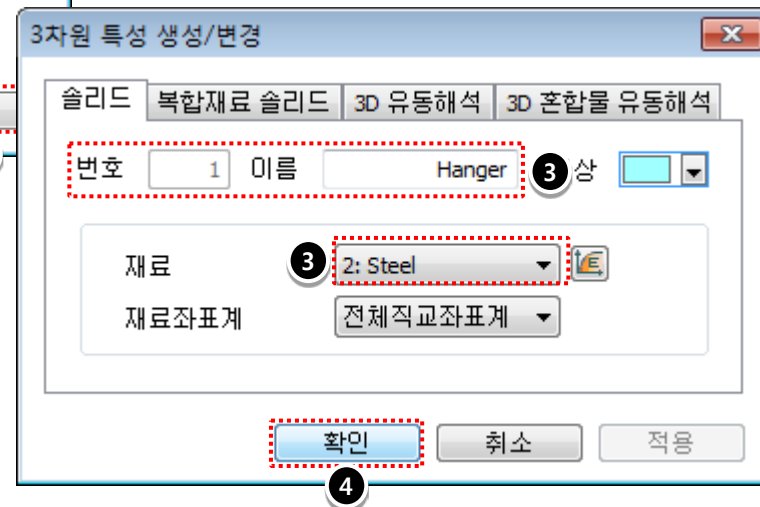 3차원 특성 생성/변경
솔리드 복합재료 솔리드 3D 유동해석 3D 혼합물 유동해석
번호 1 이름 Hanger 3 상
재료 3 2: Steel
재료좌표계 전체직교좌표계
확인 취소 적용
4